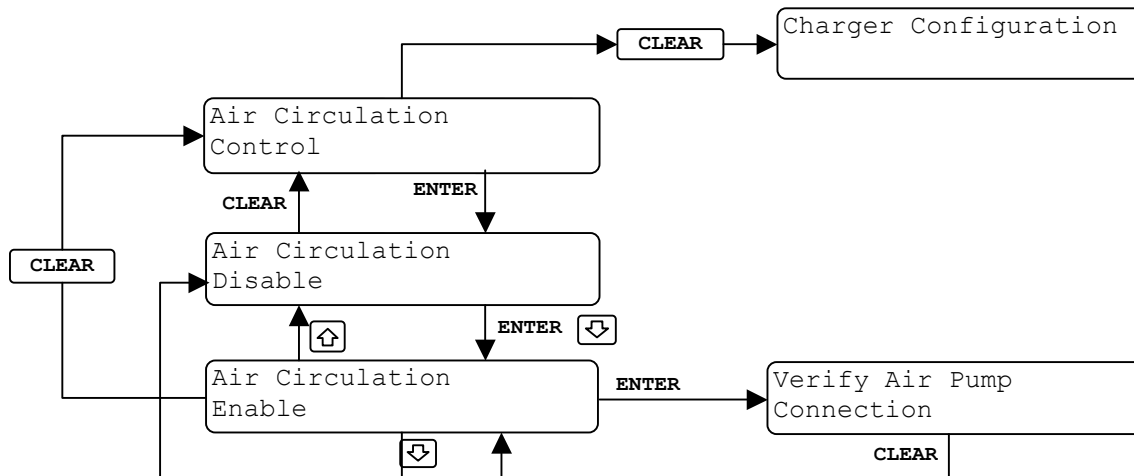 Charger Configuration
CLEAR
Air Circulation
Control
CLEAR
ENTER
Air Circulation
Disable
CLEAR
ENTER
Air Circulation
Enable
ENTER
Verify Air Pump
Connection
CLEAR